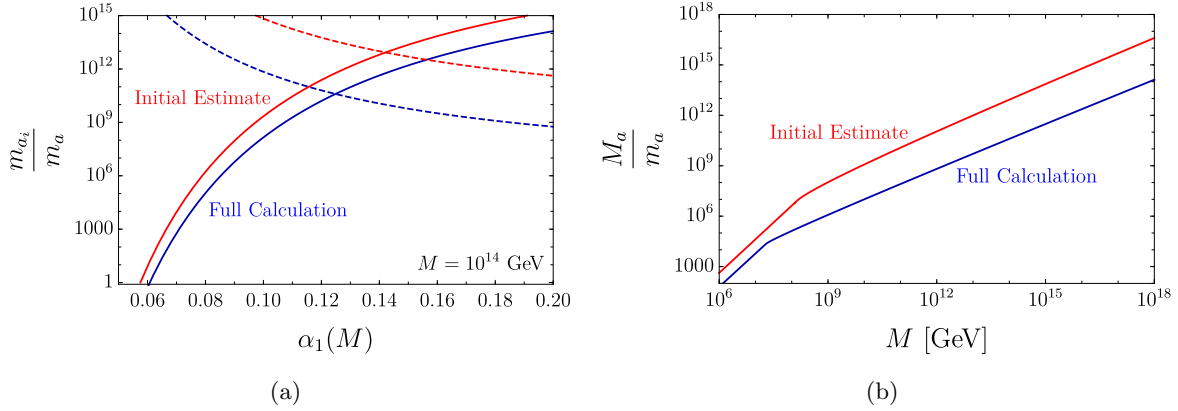 10^15
10^12
10^9
10^6
1000
1
m_{a_i}
m_a
Initial Estimate
Full Calculation
M = 10^14 GeV
0.06 0.08 0.10 0.12 0.14 0.16 0.18 0.20
α_1(M)
(a)
10^18
10^15
10^12
10^9
10^6
1000
M_a
m_a
Initial Estimate
Full Calculation
10^6 10^9 10^12 10^15 10^18
M [GeV]
(b)